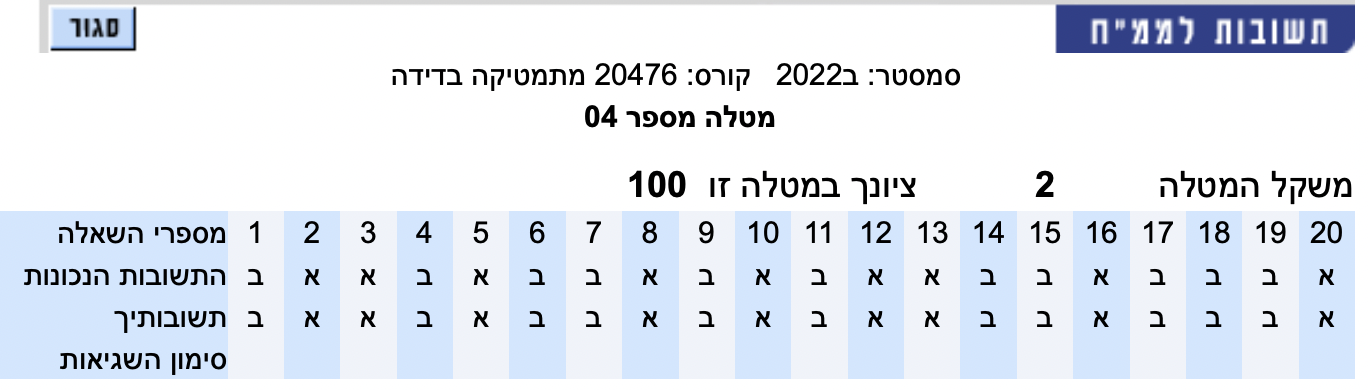 תשובות לממ"ח
סגור
סמסטר: ב2022 קורס: 20476 מתמטיקה בדידה
מטלה מספר 04
משקל המטלה 2 ציונך במטלה זו 100
מספרי השאלה 1 2 3 4 5 6 7 8 9 10 11 12 13 14 15 16 17 18 19 20
התשובות הנכונות ב א א ב א ב ב א ב א ב א א ב ב א ב ב ב א
תשובותיך ב א א ב א ב ב א ב א ב א א ב ב א ב ב ב א
סימון השגיאות